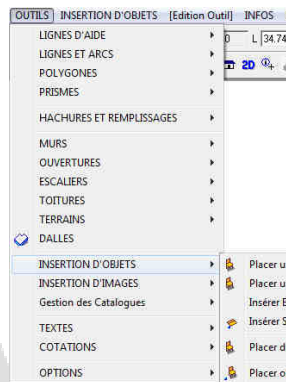 OUTILS INSERTION D'OBJETS [Edition Outil] INFOS
LIGNES D'AIDE
L 34.74
LIGNES ET ARCS
2D
POLYGONES
PRISMES
HACHURES ET REMPLISSAGES
MURS
OUVERTURES
ESCALIERS
TOITURES
TERRAINS
DALLES
INSERTION D'OBJETS
Placer u
INSERTION D'IMAGES
Placer u
Gestion des Catalogues
Insérer E
TEXTES
Insérer S
COTATIONS
Placer d
OPTIONS
Placer o